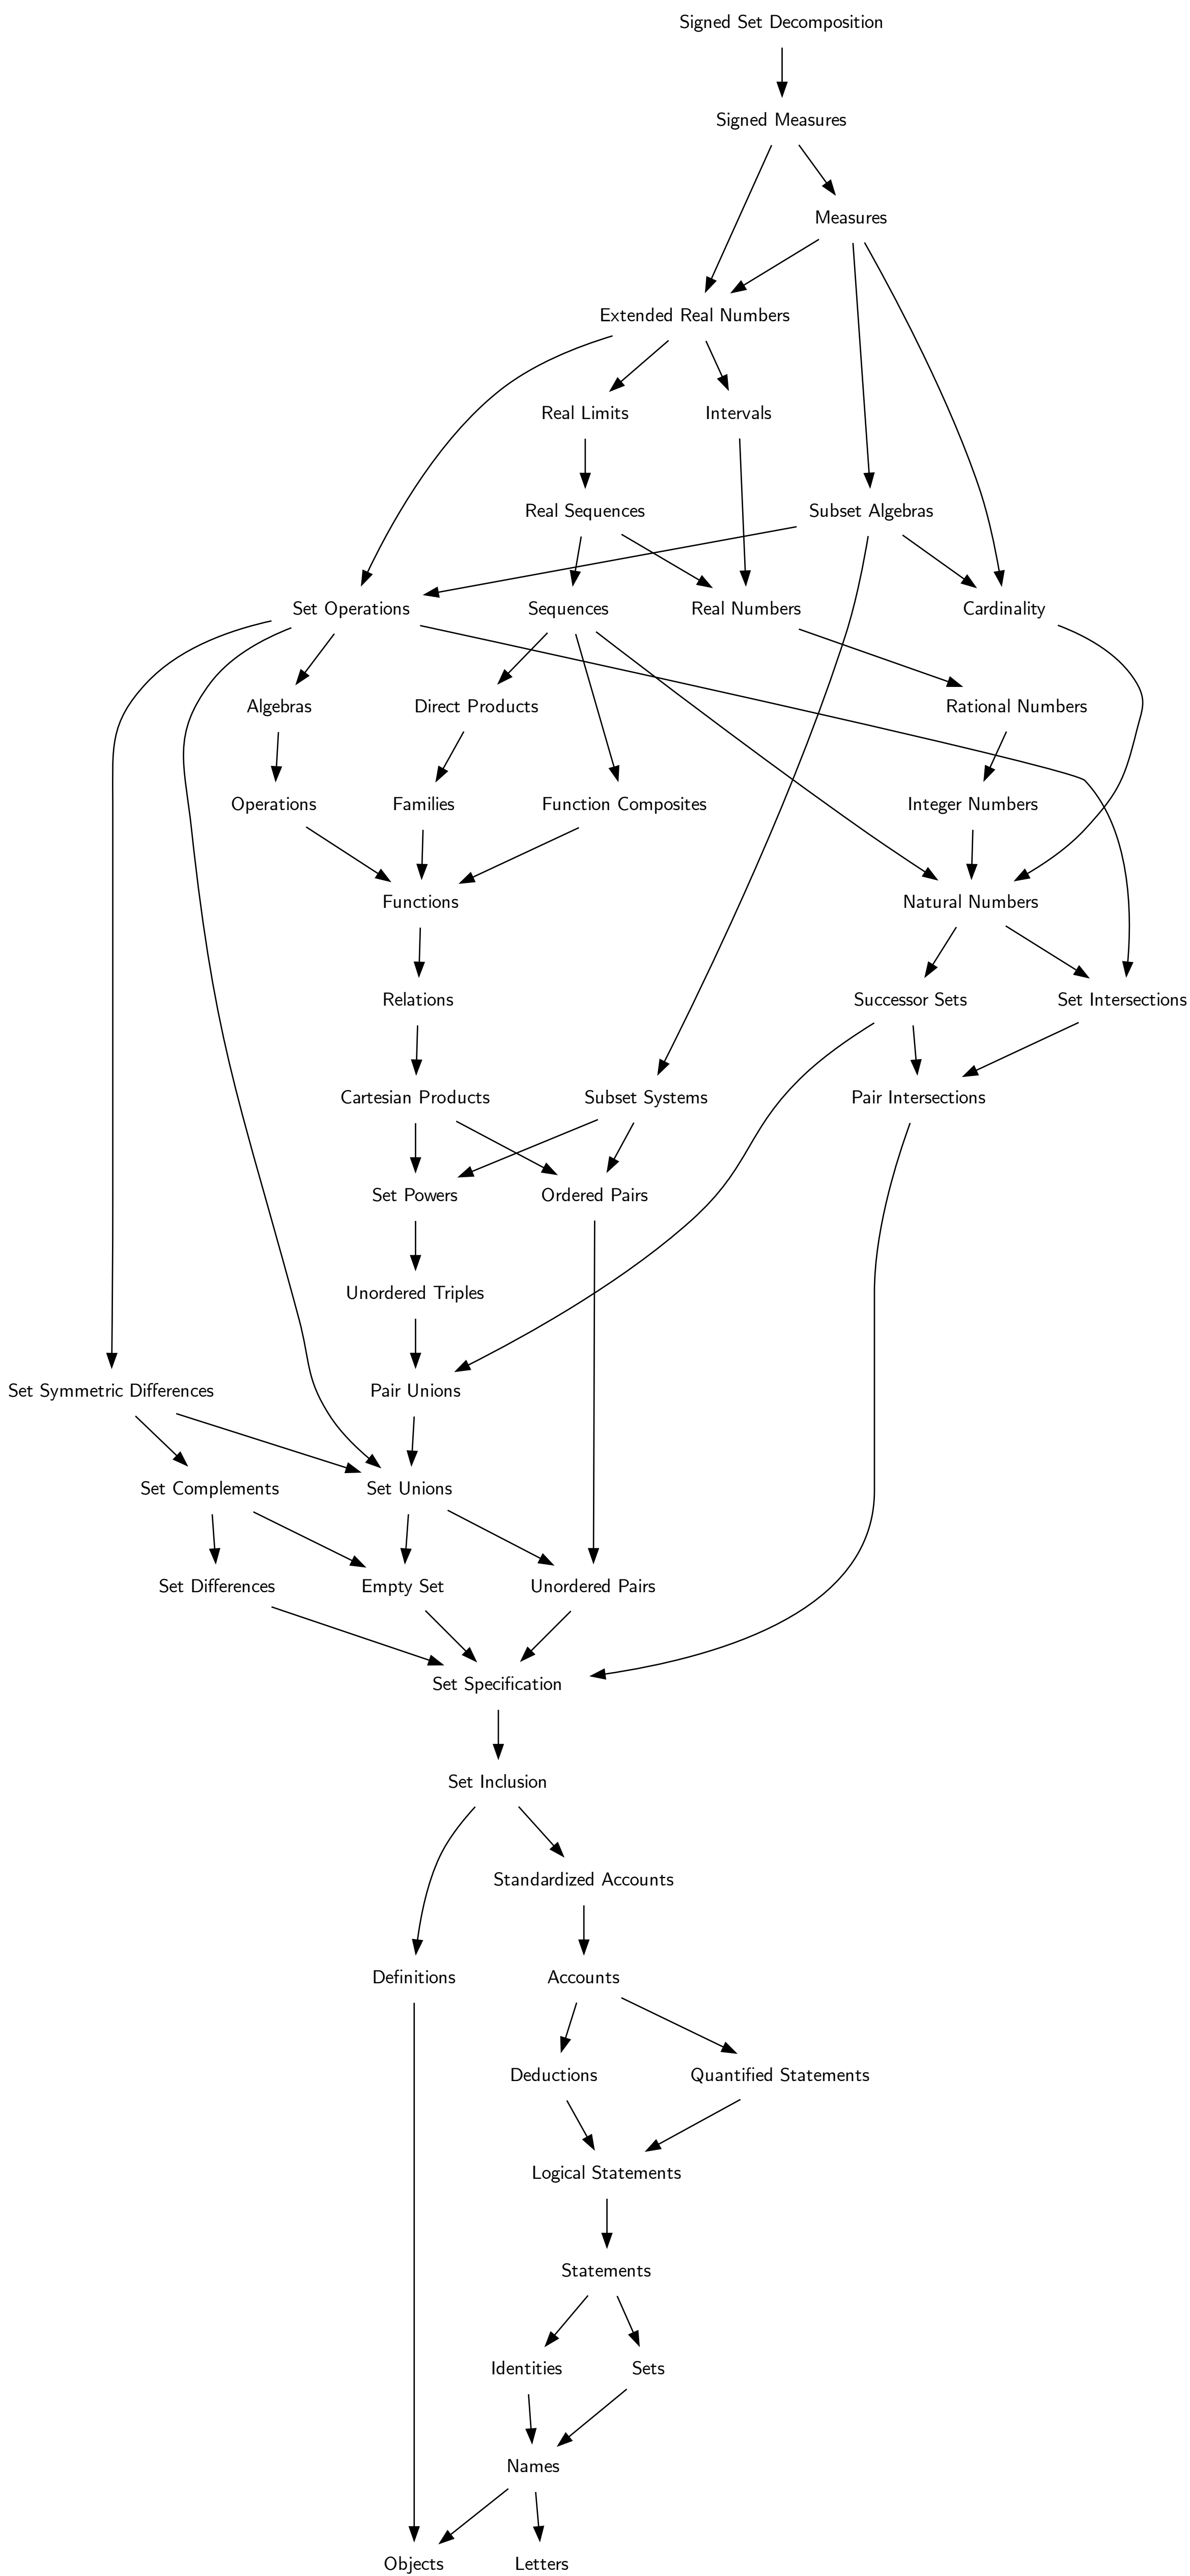 Signed Set Decomposition
Signed Measures
Measures
Extended Real Numbers
Real Limits
Intervals
Real Sequences
Subset Algebras
Set Operations
Sequences
Real Numbers
Cardinality
Algebras
Direct Products
Rational Numbers
Operations
Families
Function Composites
Integer Numbers
Functions
Natural Numbers
Relations
Successor Sets
Set Intersections
Cartesian Products
Subset Systems
Pair Intersections
Set Powers
Ordered Pairs
Unordered Triples
Set Symmetric Differences
Pair Unions
Set Complements
Set Unions
Set Differences
Empty Set
Unordered Pairs
Set Specification
Set Inclusion
Standardized Accounts
Definitions
Accounts
Deductions
Quantified Statements
Logical Statements
Statements
Identities
Sets
Names
Objects
Letters